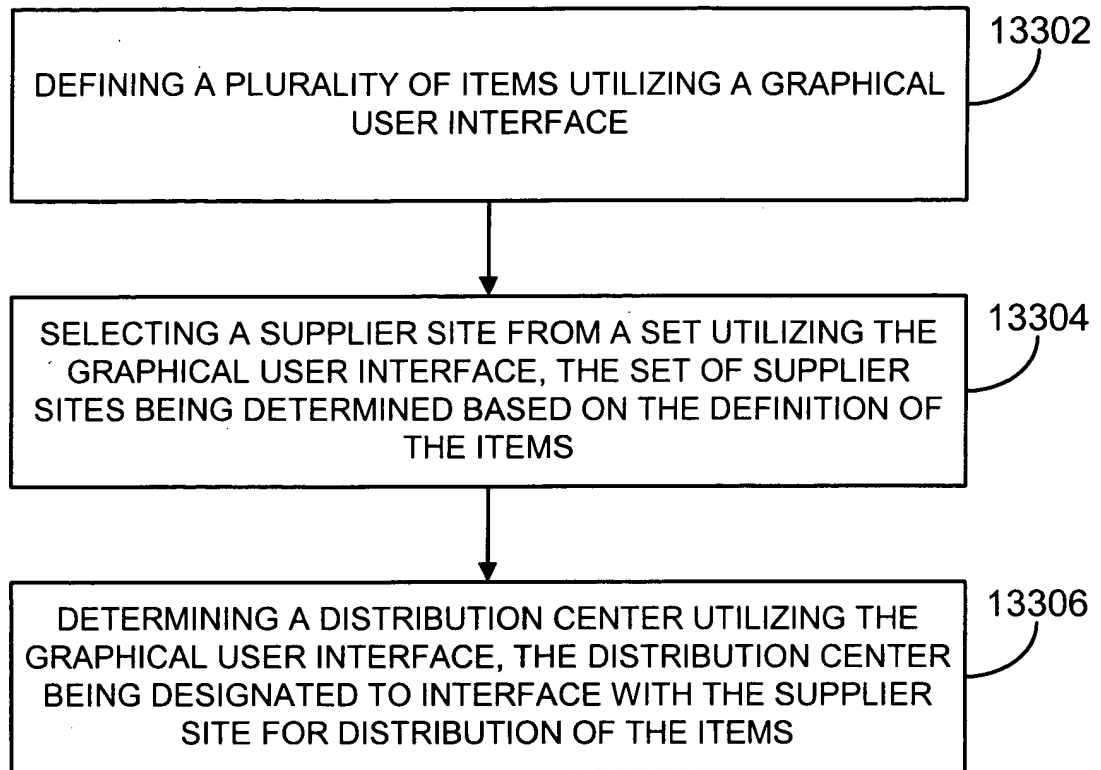 13302
DEFINING A PLURALITY OF ITEMS UTILIZING A GRAPHICAL
USER INTERFACE
13304
SELECTING A SUPPLIER SITE FROM A SET UTILIZING THE
GRAPHICAL USER INTERFACE, THE SET OF SUPPLIER
SITES BEING DETERMINED BASED ON THE DEFINITION OF
THE ITEMS
13306
DETERMINING A DISTRIBUTION CENTER UTILIZING THE
GRAPHICAL USER INTERFACE, THE DISTRIBUTION CENTER
BEING DESIGNATED TO INTERFACE WITH THE SUPPLIER
SITE FOR DISTRIBUTION OF THE ITEMS